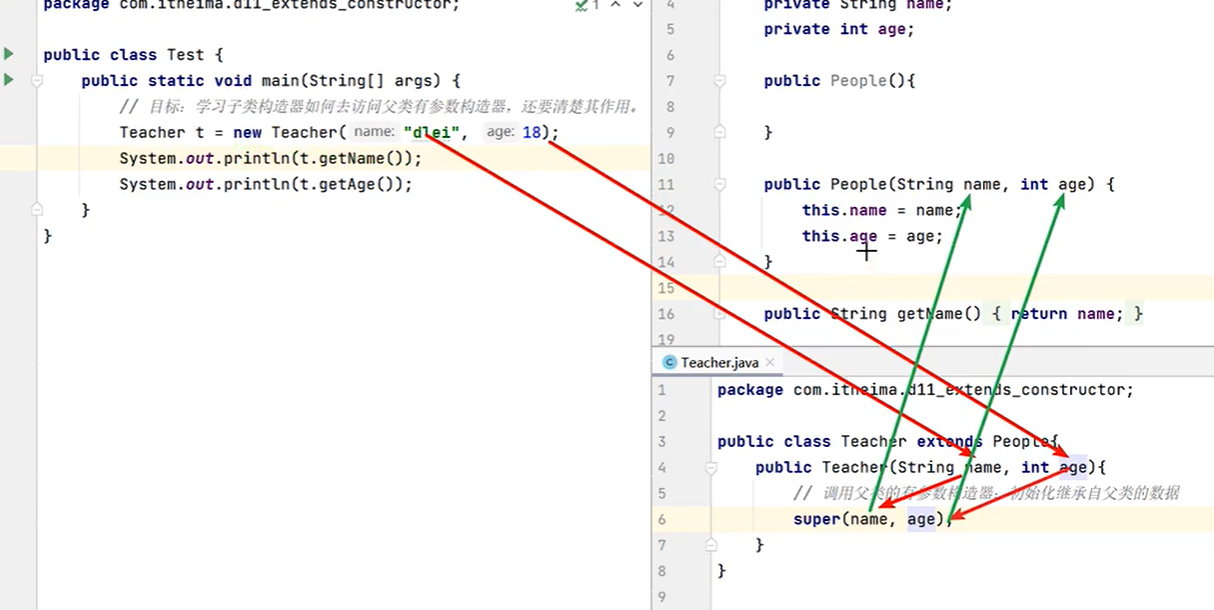 package com.itheima.d11_extends_constructor;
1
public class Test {
public static void main(String[] args) {
// 目标：学习子类构造器如何去访问父类有参数构造器，还要清楚其作用。
Teacher t = new Teacher( name: "dlei", age: 18);
System.out.println(t.getName());
System.out.println(t.getAge());
}
}
4 private String name;
5 private int age;
6
7 public People(){
8
9 }
10
11 public People(String name, int age) {
12 this.name = name;
13 this.age = age;
14 }
15
16 public String getName() { return name; }
19
Teacher.java
1 package com.itheima.d11_extends_constructor;
2
3 public class Teacher extends People{
4 public Teacher(String name, int age){
5 // 调用父类的有参数构造器：初始化继承自父类的数据
6 super(name, age);
7 }
8 }
9